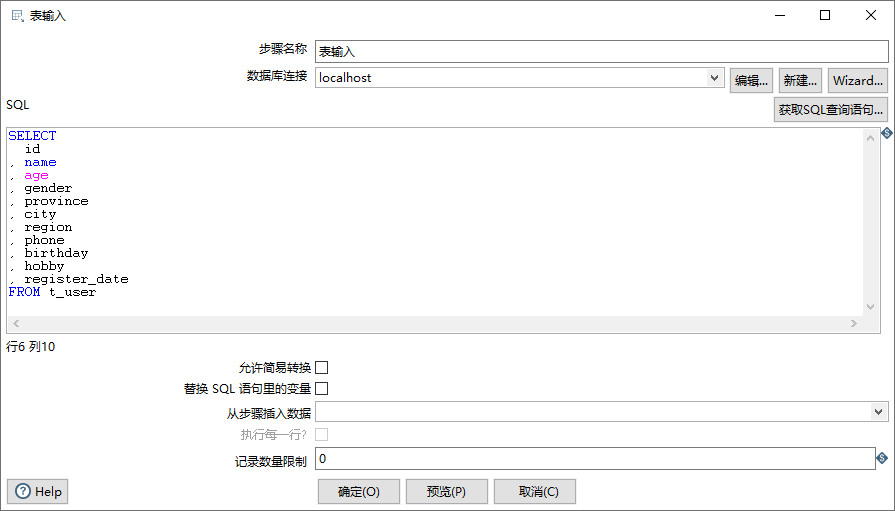 表输入
步骤名称 表输入
数据库连接 localhost 编辑... 新建... Wizard...
SQL 获取SQL查询语句...
SELECT
  id
, name
, age
, gender
, province
, city
, region
, phone
, birthday
, hobby
, register_date
FROM t_user
行6 列10
允许简易转换
替换 SQL 语句里的变量
从步骤插入数据
执行每一行?
记录数量限制 0
Help 确定(O) 预览(P) 取消(C)